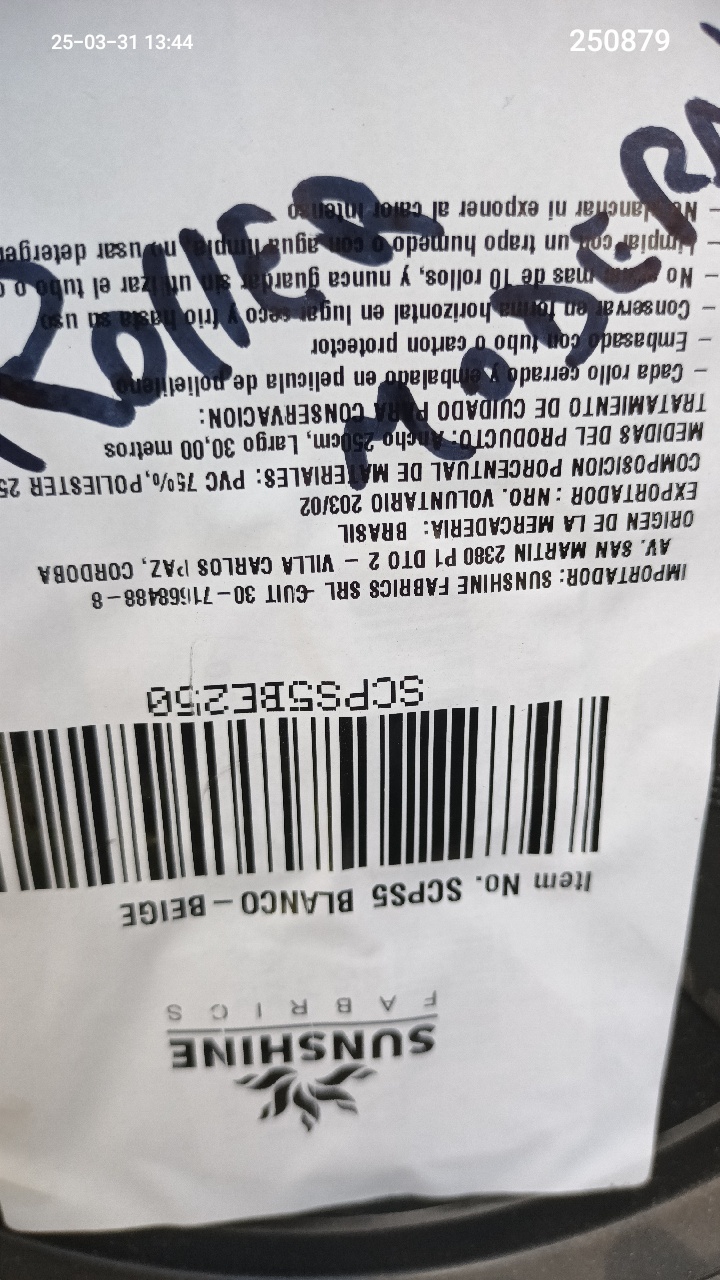 25-03-31 13:44
250879
SUNSHINE
FABRICS
Item No. SCPS5 BLANCO - BEIGE
SCPS5BE250
IMPORTADOR: SUNSHINE FABRICS SRL - CUIT 30-71668488-8
AV. SAN MARTIN 2380 P1 DTO 2 - VILLA CARLOS PAZ, CORDOBA
ORIGEN DE LA MERCADERIA: BRASIL
EXPORTADOR : NRO. VOLUNTARIO 203/02
COMPOSICION PORCENTUAL DE MATERIALES: PVC 75%, POLIESTER 25
MEDIDAS DEL PRODUCTO: Ancho 250cm, Largo 30,00 metros
TRATAMIENTO DE CUIDADO PARA CONSERVACION:
- Cada rollo cerrado y embalado en pelicula de polietileno
- Embasado con tubo o carton protector
- Conservar en forma horizontal en lugar seco y frio hasta su uso
- No mas de 10 rollos, y nunca guardar sin utilizar el tubo o
- Limpiar con un trapo humedo o con agua limpia, no usar deterge
- No planchar ni exponer al calor intenso
ROLLER
MODERN